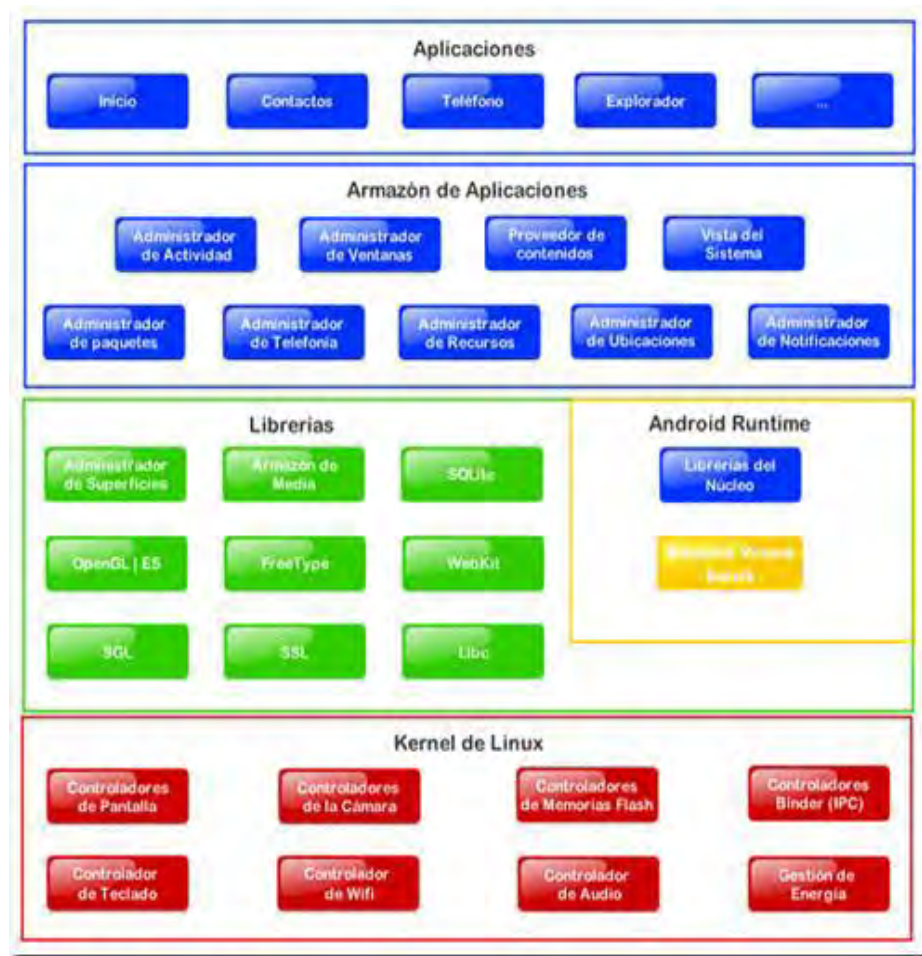 Aplicaciones
Inicio
Contactos
Teléfono
Explorador
...
Armazón de Aplicaciones
Administrador
de Actividad
Administrador
de Ventanas
Proveedor de
contenidos
Vista del
Sistema
Administrador
de paquetes
Administrador
de Telefonía
Administrador
de Recursos
Administrador
de Ubicaciones
Administrador
de Notificaciones
Librerias
Administrador
de Superficies
Armazón de
Media
SQLite
OpenGL | ES
FreeType
WebKit
SGL
SSL
Libc
Android Runtime
Librerías del
Núcleo
Kernel de Linux
Controladores
de Pantalla
Controladores
de la Cámara
Controladores
de Memorias Flash
Controladores
Binder (IPC)
Controlador
de Teclado
Controlador
de Wifi
Controlador
de Audio
Gestión de
Energía